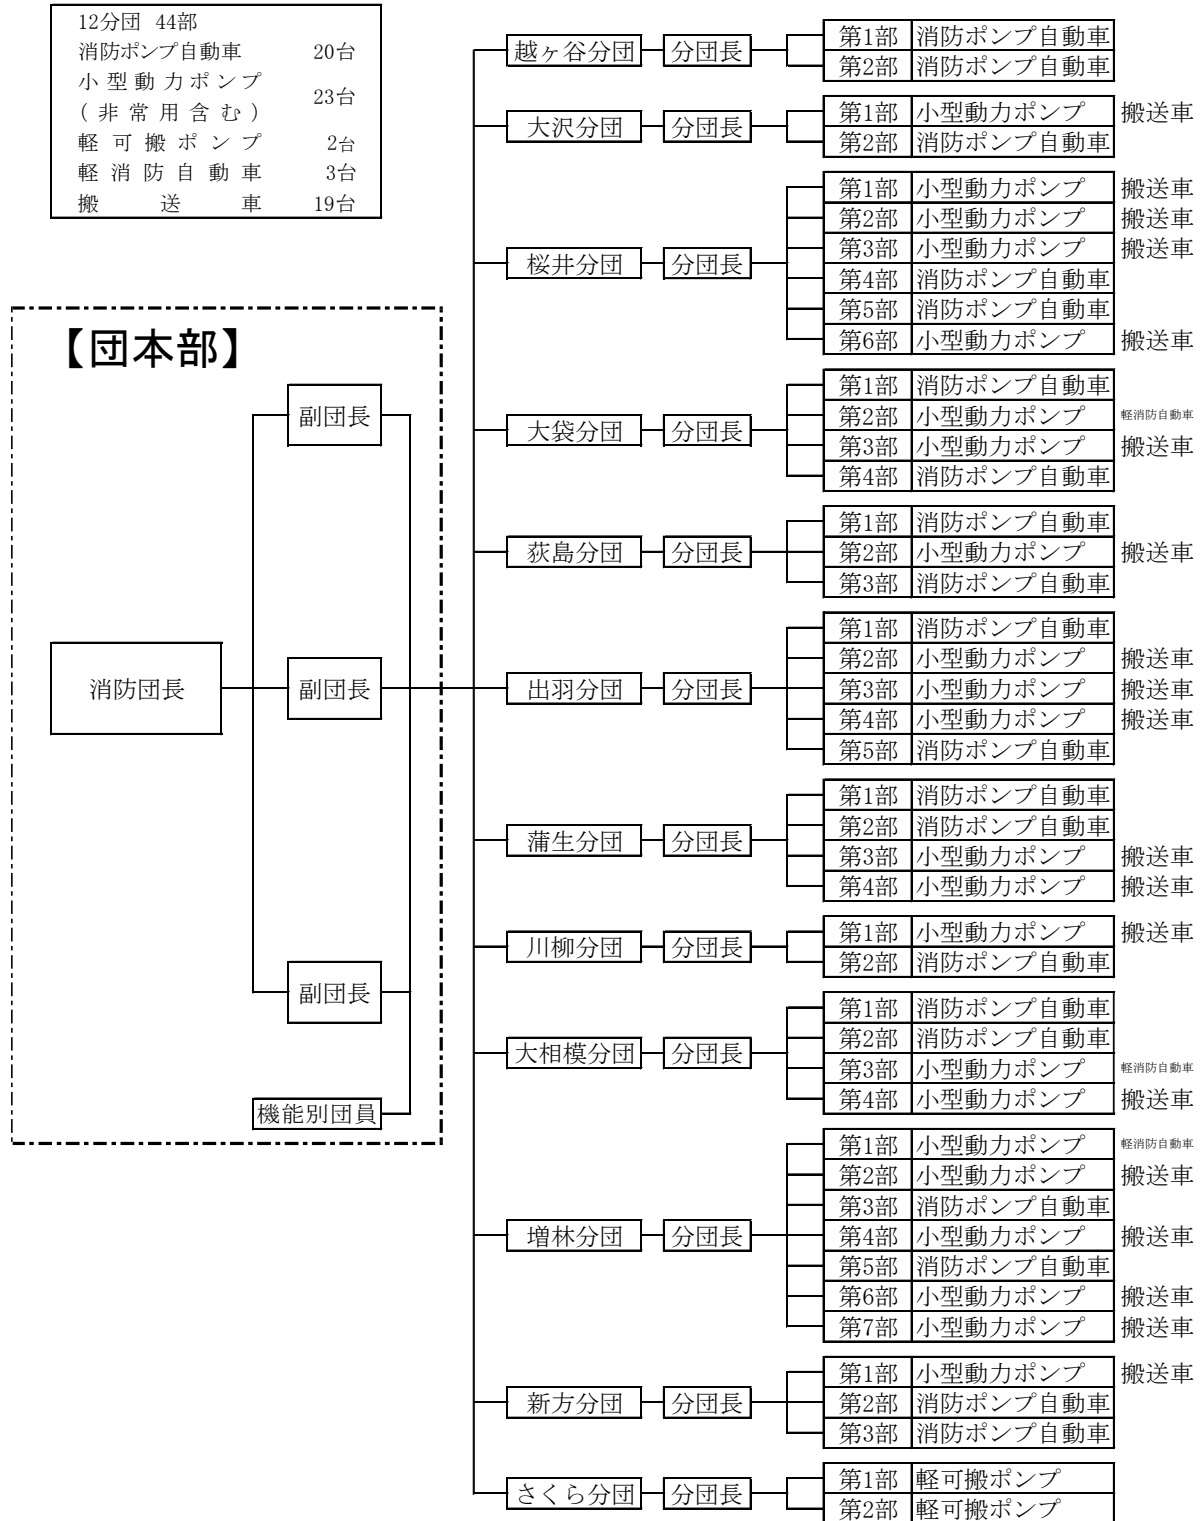 12分団 44部
消防ポンプ自動車 20台
小型動力ポンプ
(非常用含む) 23台
軽可搬ポンプ 2台
軽消防自動車 3台
搬送車 19台
【団本部】
消防団長
副団長
副団長
副団長
機能別団員
越ヶ谷分団 分団長
第1部 消防ポンプ自動車
第2部 消防ポンプ自動車
大沢分団 分団長
第1部 小型動力ポンプ 搬送車
第2部 消防ポンプ自動車
桜井分団 分団長
第1部 小型動力ポンプ 搬送車
第2部 小型動力ポンプ 搬送車
第3部 小型動力ポンプ 搬送車
第4部 消防ポンプ自動車
第5部 消防ポンプ自動車
第6部 小型動力ポンプ 搬送車
大袋分団 分団長
第1部 消防ポンプ自動車
第2部 小型動力ポンプ 軽消防自動車
第3部 小型動力ポンプ 搬送車
第4部 消防ポンプ自動車
荻島分団 分団長
第1部 消防ポンプ自動車
第2部 小型動力ポンプ 搬送車
第3部 消防ポンプ自動車
出羽分団 分団長
第1部 消防ポンプ自動車
第2部 小型動力ポンプ 搬送車
第3部 小型動力ポンプ 搬送車
第4部 小型動力ポンプ 搬送車
第5部 消防ポンプ自動車
蒲生分団 分団長
第1部 消防ポンプ自動車
第2部 消防ポンプ自動車
第3部 小型動力ポンプ 搬送車
第4部 小型動力ポンプ 搬送車
川柳分団 分団長
第1部 小型動力ポンプ 搬送車
第2部 消防ポンプ自動車
大相模分団 分団長
第1部 消防ポンプ自動車
第2部 消防ポンプ自動車
第3部 小型動力ポンプ 軽消防自動車
第4部 小型動力ポンプ 搬送車
増林分団 分団長
第1部 小型動力ポンプ 軽消防自動車
第2部 小型動力ポンプ 搬送車
第3部 消防ポンプ自動車
第4部 小型動力ポンプ 搬送車
第5部 消防ポンプ自動車
第6部 小型動力ポンプ 搬送車
第7部 小型動力ポンプ 搬送車
新方分団 分団長
第1部 小型動力ポンプ 搬送車
第2部 消防ポンプ自動車
第3部 消防ポンプ自動車
さくら分団 分団長
第1部 軽可搬ポンプ
第2部 軽可搬ポンプ